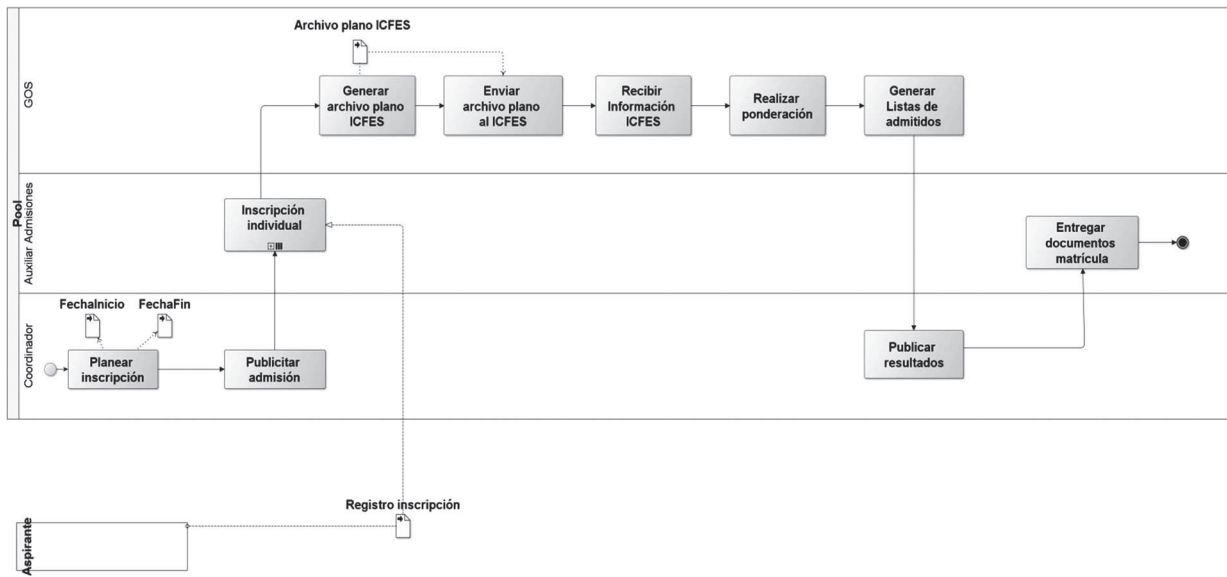 Archivo plano ICFES
Pool
GOS
Generar
archivo plano
ICFES
Enviar
archivo plano
al ICFES
Recibir
Información
ICFES
Realizar
ponderación
Generar
Listas de
admitidos
Auxiliar Admisiones
Inscripción
individual
Entregar
documentos
matrícula
Coordinador
FechaInicio
FechaFin
Planear
inscripción
Publicitar
admisión
Publicar
resultados
Registro inscripción
Aspirante